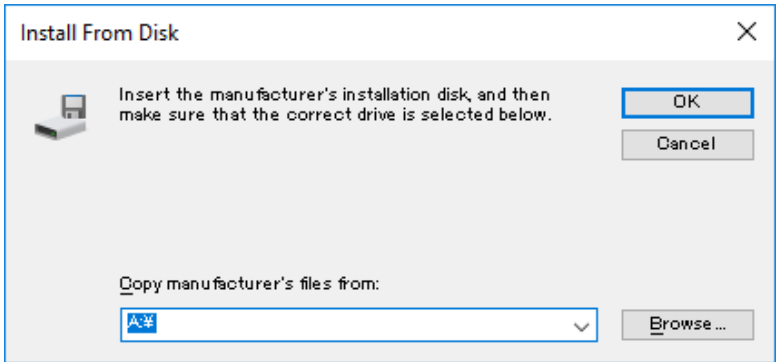 Install From Disk
Insert the manufacturer's installation disk, and then
make sure that the correct drive is selected below.
OK
Cancel
Copy manufacturer's files from:
A:¥
Browse...